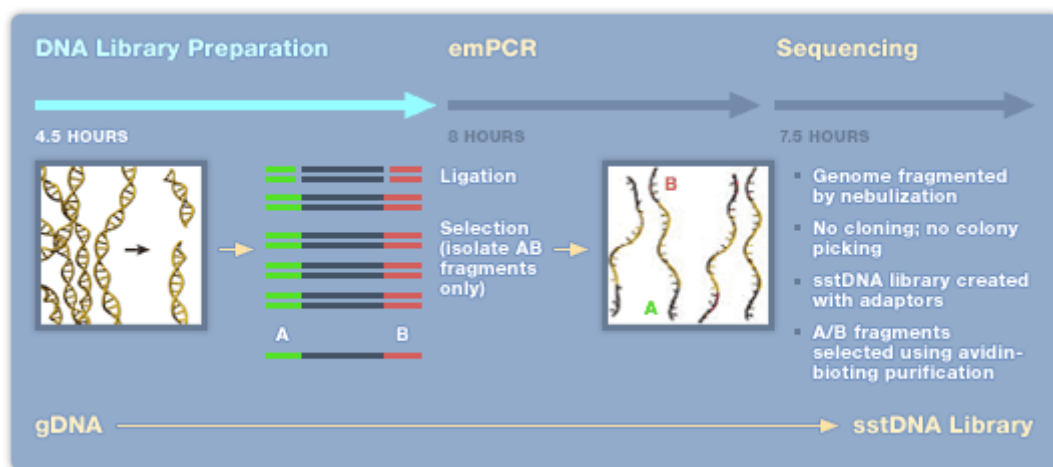 DNA Library Preparation
emPCR
Sequencing
4.5 HOURS
8 HOURS
7.5 HOURS
Ligation
Selection
(isolate AB
fragments
only)
A
B
B
A
Genome fragmented
by nebulization
No cloning; no colony
picking
sstDNA library created
with adaptors
A/B fragments
selected using avidin-
bioting purification
gDNA
sstDNA Library